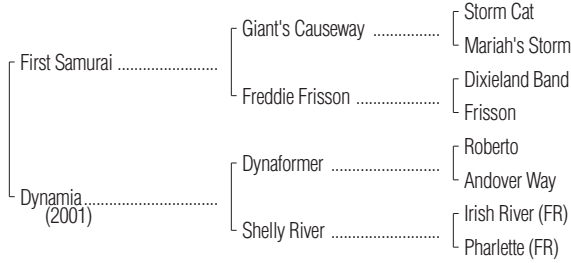 Storm Cat
Giant's Causeway ..................
Mariah's Storm
First Samurai ........................
Dixieland Band
Freddie Frisson .....................
Frisson
Roberto
Dynaformer ...........................
Andover Way
Dynamia................................
(2001)
Irish River (FR)
Shelly River ...........................
Pharlette (FR)